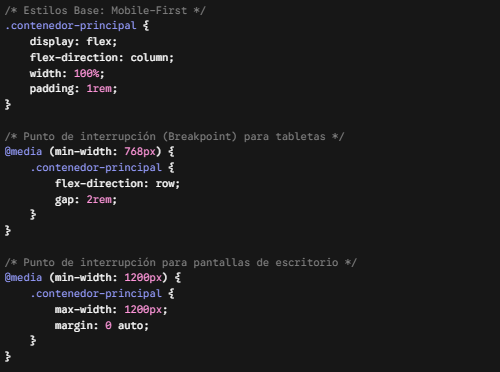 /* Estilos Base: Mobile-First */
.contenedor-principal {
    display: flex;
    flex-direction: column;
    width: 100%;
    padding: 1rem;
}

/* Punto de interrupción (Breakpoint) para tabletas */
@media (min-width: 768px) {
    .contenedor-principal {
        flex-direction: row;
        gap: 2rem;
    }
}

/* Punto de interrupción para pantallas de escritorio */
@media (min-width: 1200px) {
    .contenedor-principal {
        max-width: 1200px;
        margin: 0 auto;
    }
}